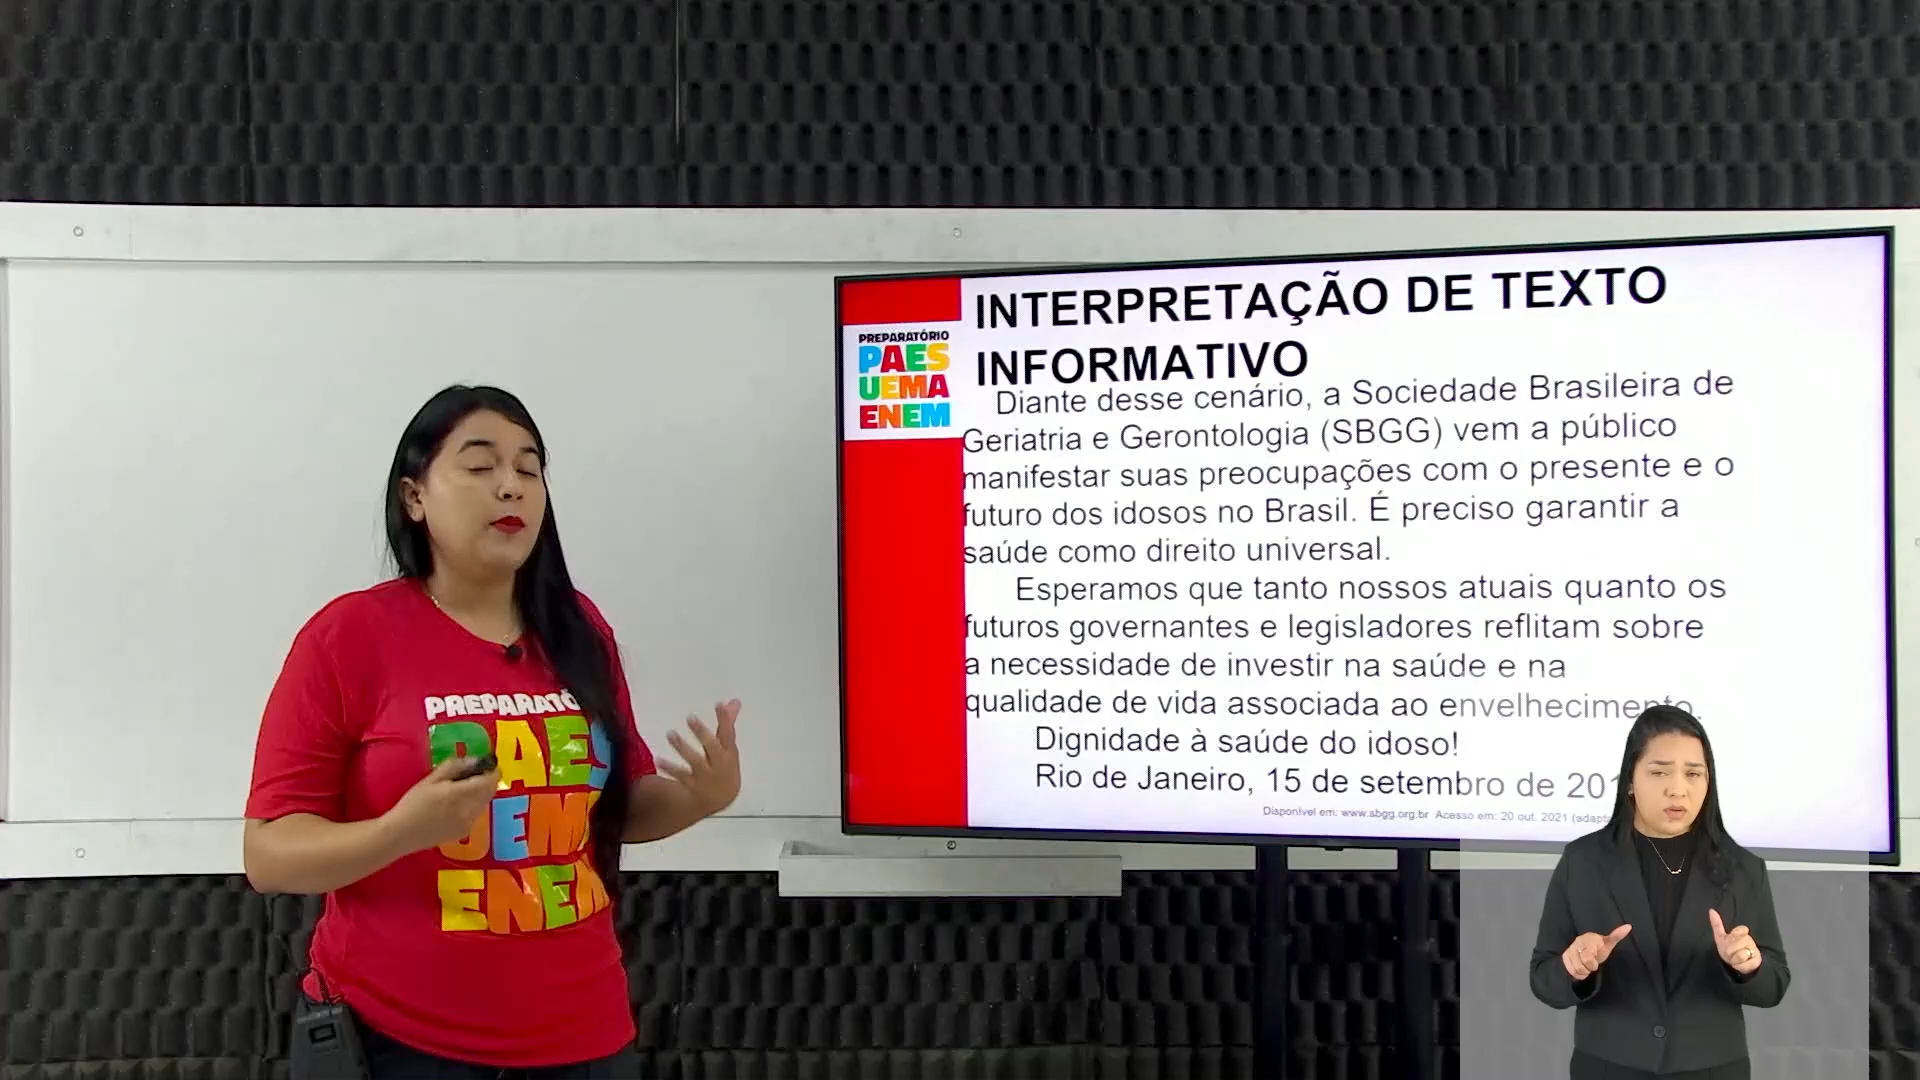 INTERPRETAÇÃO DE TEXTO
INFORMATIVO
PREPARATÓRIO
PAES
UEMA
ENEM
Diante desse cenário, a Sociedade Brasileira de
Geriatria e Gerontologia (SBGG) vem a público
manifestar suas preocupações com o presente e o
futuro dos idosos no Brasil. É preciso garantir a
saúde como direito universal.
Esperamos que tanto nossos atuais quanto os
futuros governantes e legisladores reflitam sobre
a necessidade de investir na saúde e na
qualidade de vida associada ao envelhecimento.
Dignidade à saúde do idoso!
Rio de Janeiro, 15 de setembro de
Disponível em: www.sbgg.org.br Acesso em: 20 out. 2021
PREPARATÓ
PAES
UEMA
ENEM